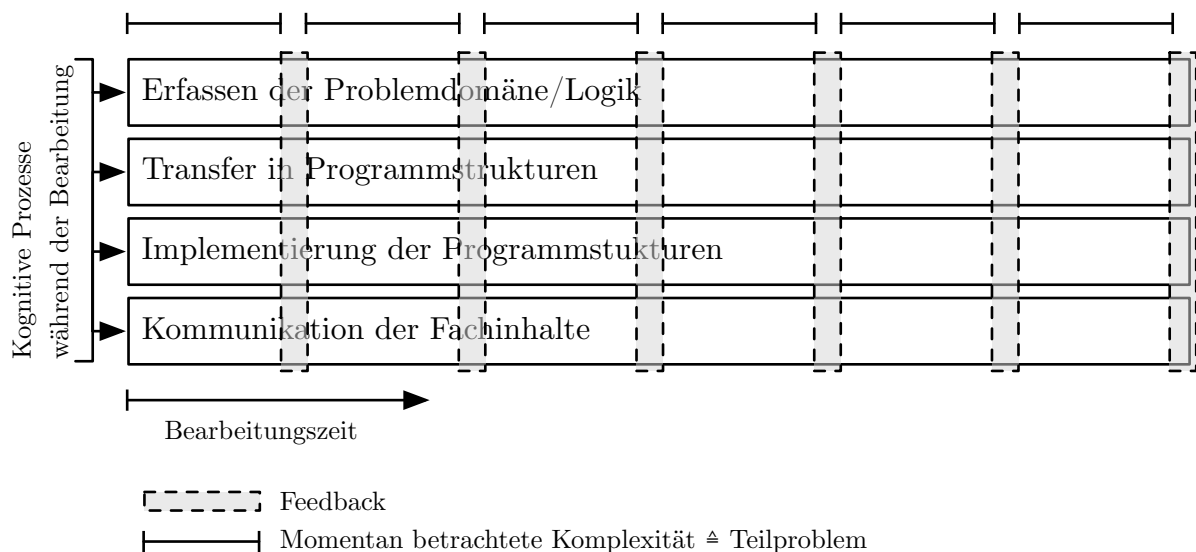 Kognitive Prozesse
während der Bearbeitung
Erfassen der Problemdomäne/Logik
Transfer in Programmstrukturen
Implementierung der Programmstukturen
Kommunikation der Fachinhalte
Bearbeitungszeit
Feedback
Momentan betrachtete Komplexität ≙ Teilproblem